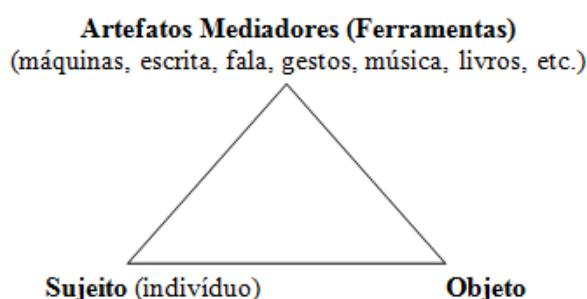 Artefatos Mediadores (Ferramentas)
(máquinas, escrita, fala, gestos, música, livros, etc.)
Sujeito (indivíduo) Objeto